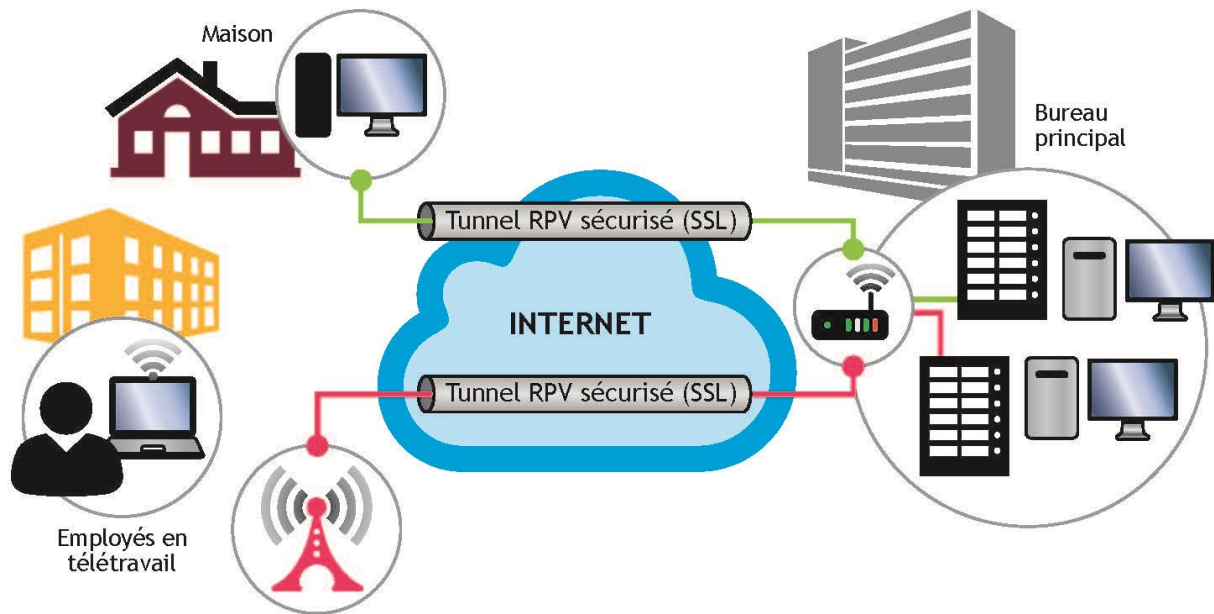 Maison
Bureau
principal
Tunnel RPV sécurisé (SSL)
INTERNET
Tunnel RPV sécurisé (SSL)
Employés en
télétravail